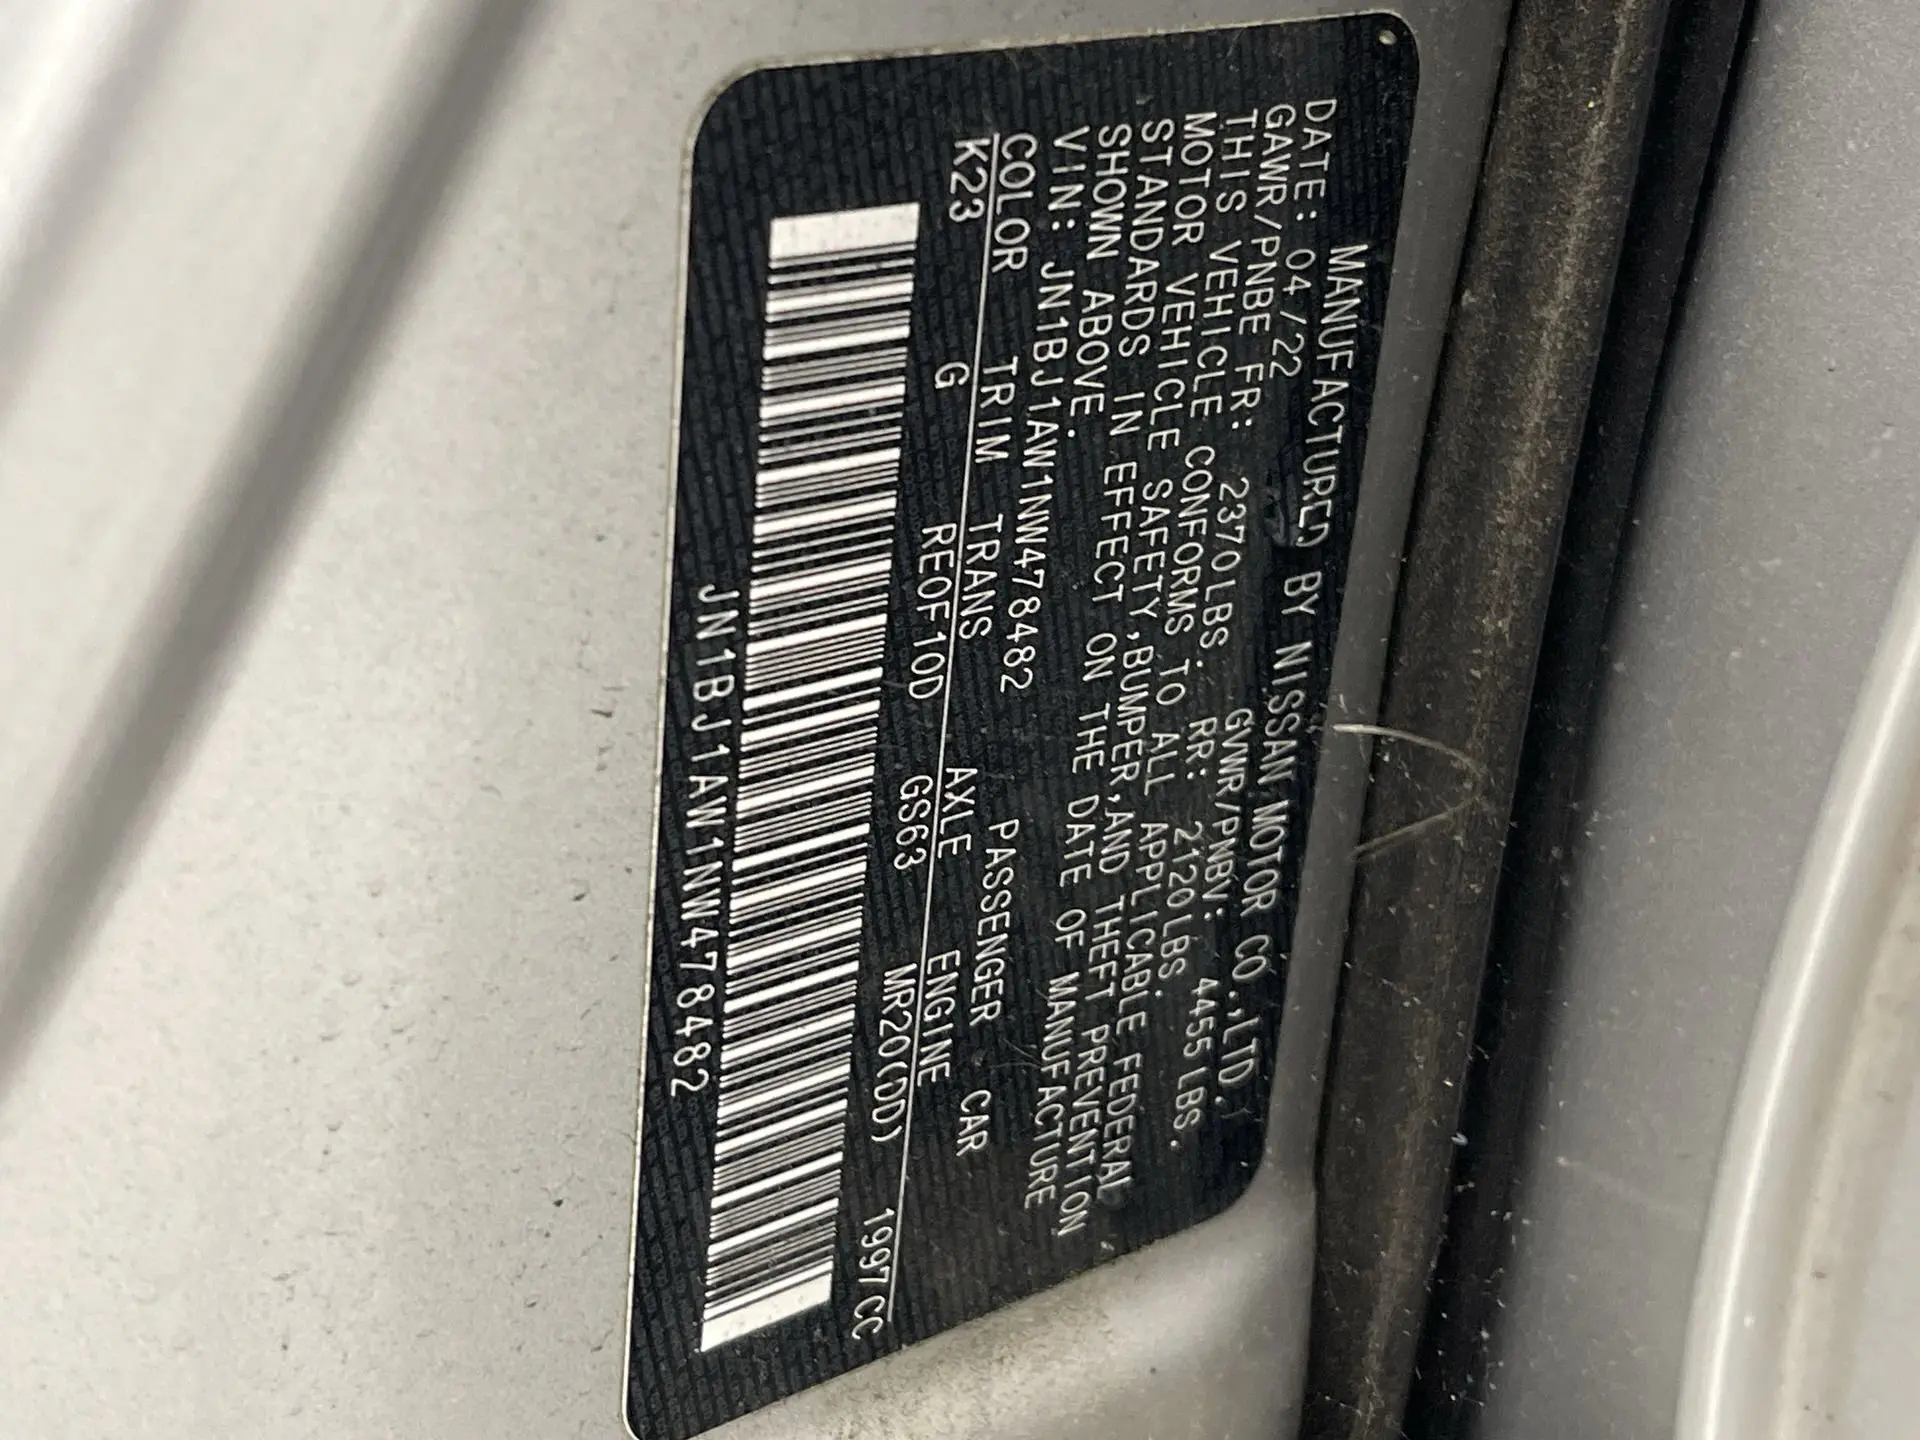 MANUFACTURED BY NISSAN MOTOR CO.,LTD.
DATE: 04/22 GVWR/PNBV: 4455LBS.
GAWR/PNBE FR: 2370LBS. RR: 2120LBS.
THIS VEHICLE CONFORMS TO ALL APPLICABLE FEDERAL
MOTOR VEHICLE SAFETY,BUMPER,AND THEFT PREVENTION
STANDARDS IN EFFECT ON THE DATE OF MANUFACTURE
SHOWN ABOVE.
VIN: JN1BJ1AW1NW478482 PASSENGER CAR
COLOR TRIM TRANS AXLE ENGINE
K23 G RE0F10D GS63 MR20(DD) 1997CC
JN1BJ1AW1NW478482